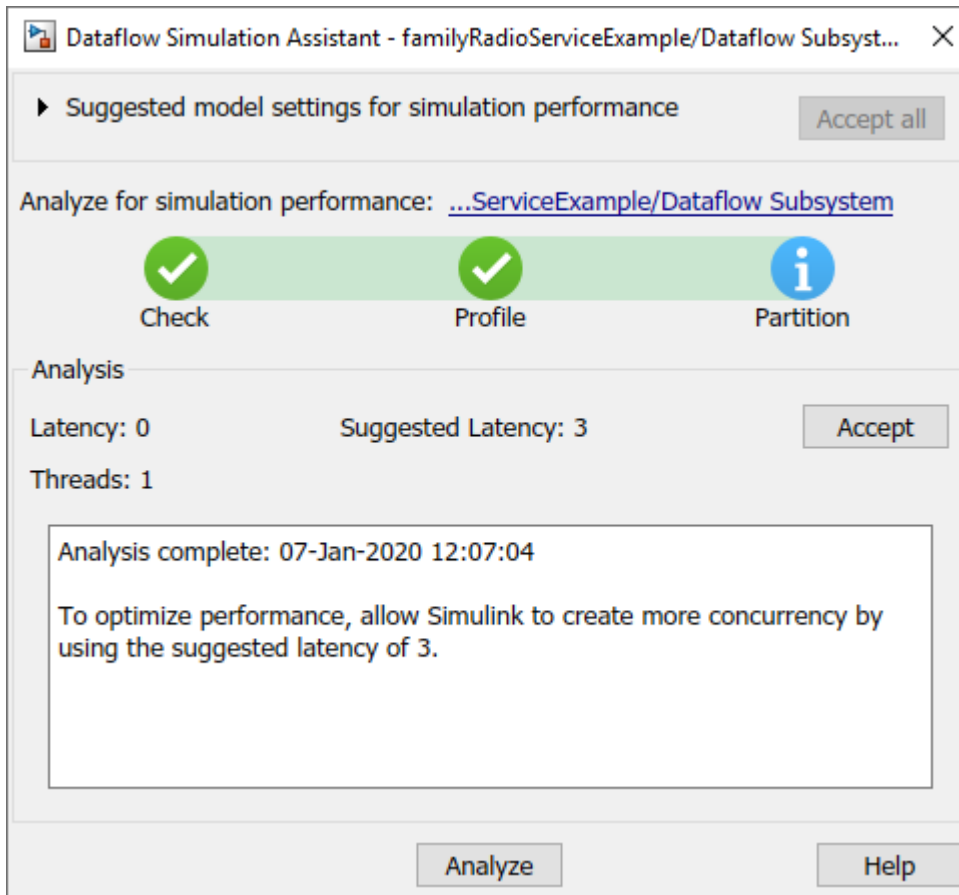 Dataflow Simulation Assistant - familyRadioServiceExample/Dataflow Subsyst...
Suggested model settings for simulation performance
Accept all
Analyze for simulation performance: ...ServiceExample/Dataflow Subsystem
Check
Profile
Partition
Analysis
Latency: 0
Suggested Latency: 3
Accept
Threads: 1
Analysis complete: 07-Jan-2020 12:07:04
To optimize performance, allow Simulink to create more concurrency by
using the suggested latency of 3.
Analyze
Help